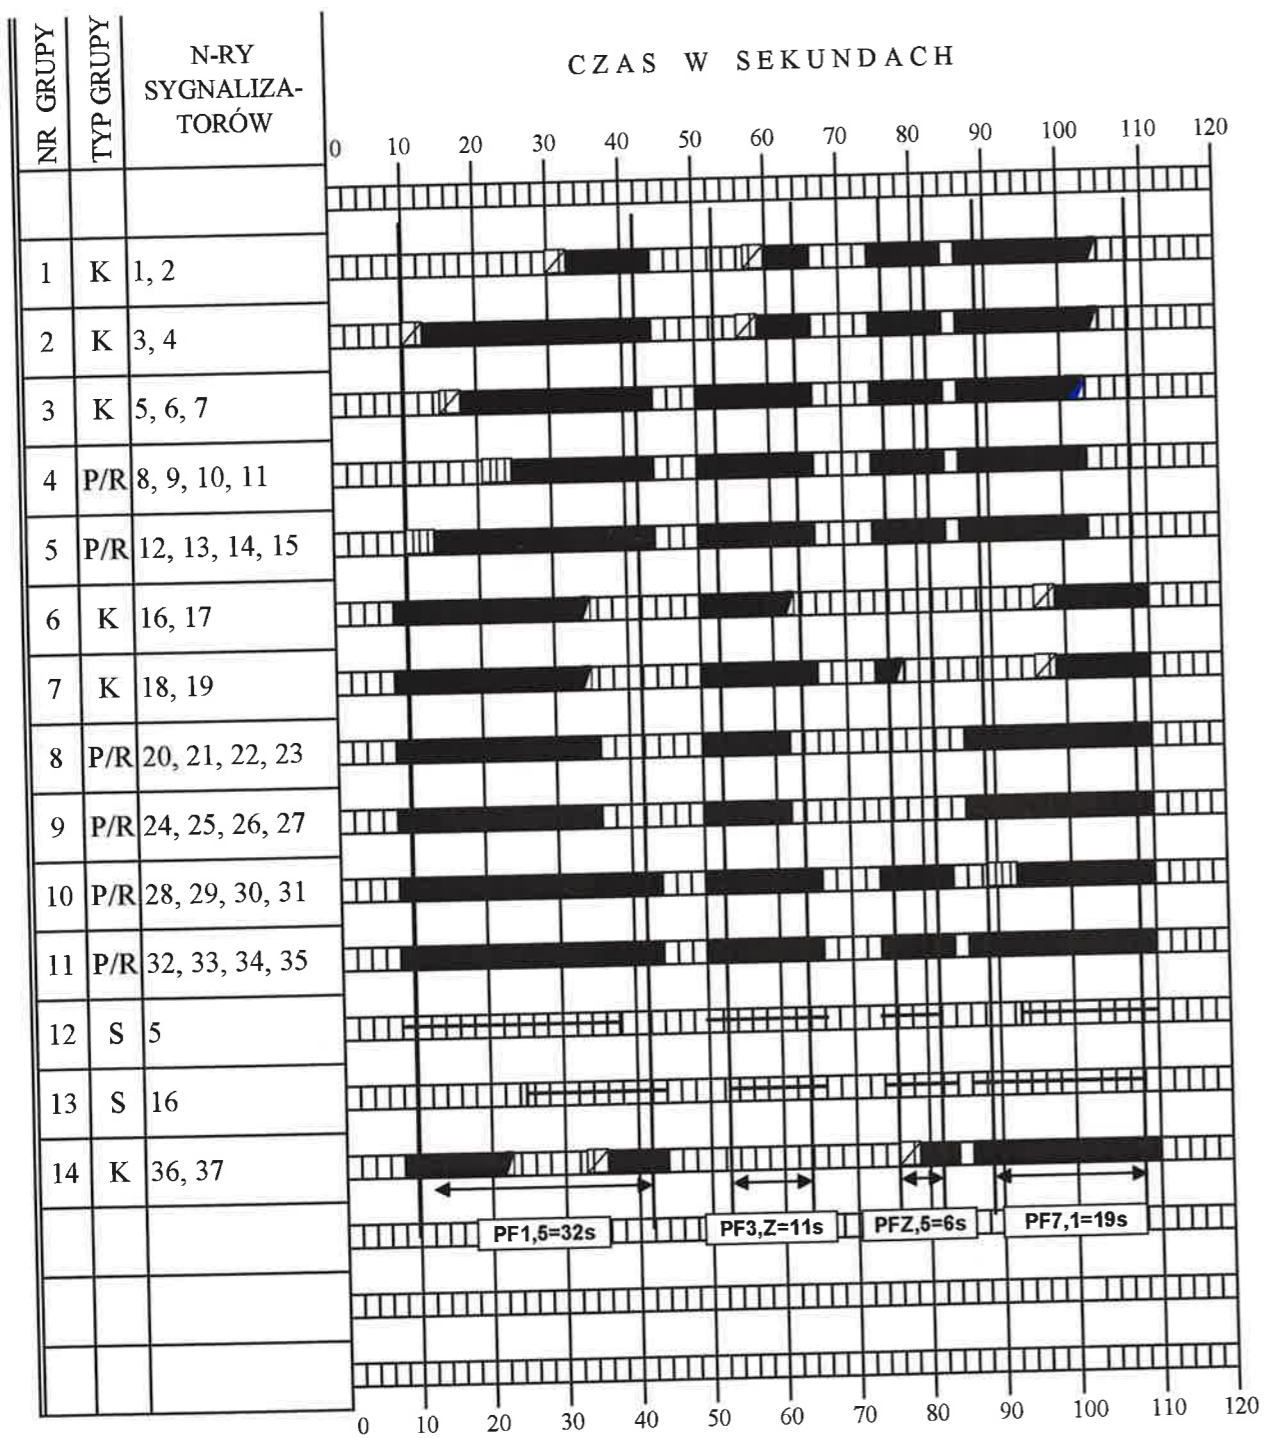 NR GRUPY
TYP GRUPY
N-RY
SYGNALIZA-
TORÓW
CZAS W SEKUNDACH
0 10 20 30 40 50 60 70 80 90 100 110 120
1 K 1, 2
2 K 3, 4
3 K 5, 6, 7
4 P/R 8, 9, 10, 11
5 P/R 12, 13, 14, 15
6 K 16, 17
7 K 18, 19
8 P/R 20, 21, 22, 23
9 P/R 24, 25, 26, 27
10 P/R 28, 29, 30, 31
11 P/R 32, 33, 34, 35
12 S 5
13 S 16
14 K 36, 37
PF1,5=32s PF3,Z=11s PFZ,5=6s PF7,1=19s
0 10 20 30 40 50 60 70 80 90 100 110 120